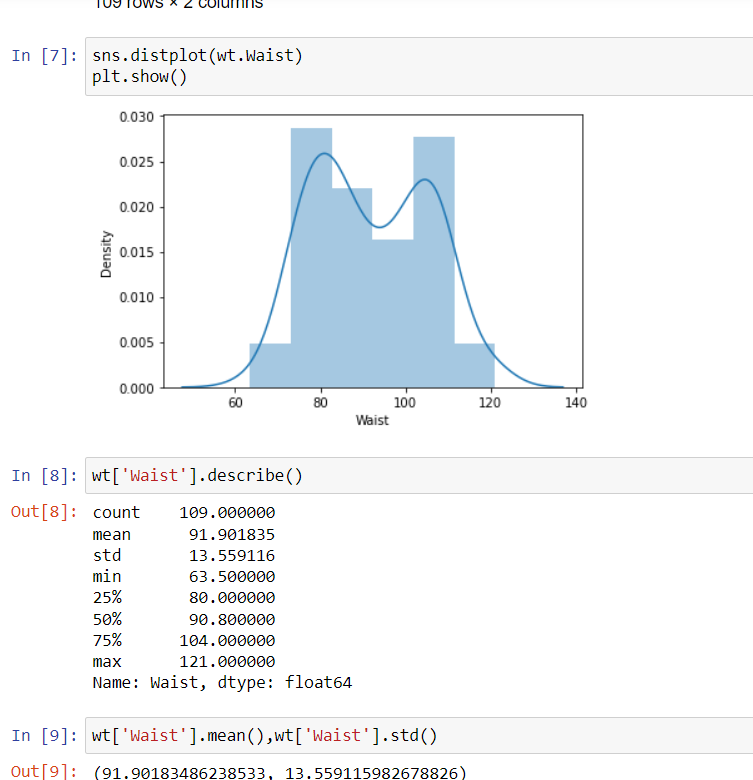 109 rows × 2 columns
In [7]: sns.distplot(wt.Waist)
plt.show()
0.030
0.025
0.020
0.015
0.010
0.005
0.000
Density
60 80 100 120 140
Waist
In [8]: wt['Waist'].describe()
Out[8]: count 109.000000
mean 91.901835
std 13.559116
min 63.500000
25% 80.000000
50% 90.800000
75% 104.000000
max 121.000000
Name: Waist, dtype: float64
In [9]: wt['Waist'].mean(),wt['Waist'].std()
Out[9]: (91.90183486238533, 13.559115982678826)